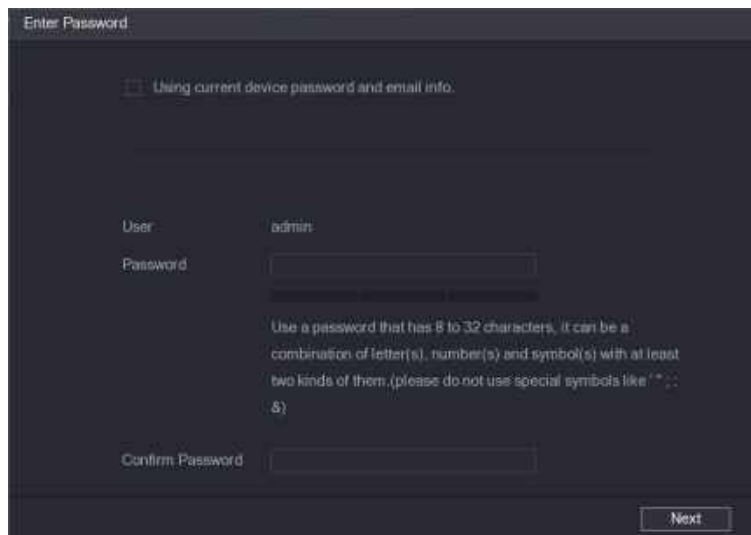 Enter Password
Using current device password and email info.
User admin
Password
Use a password that has 8 to 32 characters, it can be a
combination of letter(s), number(s) and symbol(s) with at least
two kinds of them.(please do not use special symbols like ' " ; :
&)
Confirm Password
Next